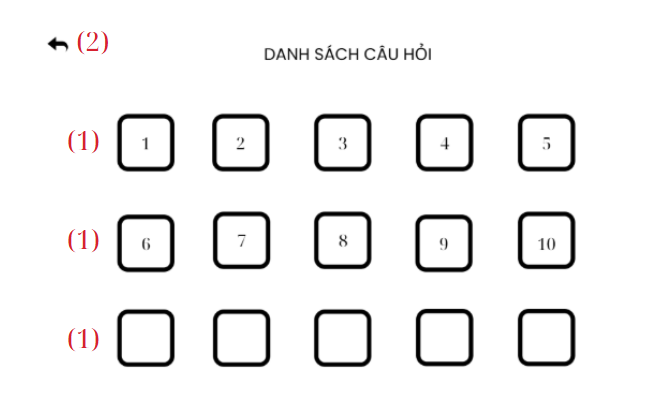 (2)
DANH SÁCH CÂU HỎI
(1) 1 2 3 4 5
(1) 6 7 8 9 10
(1)